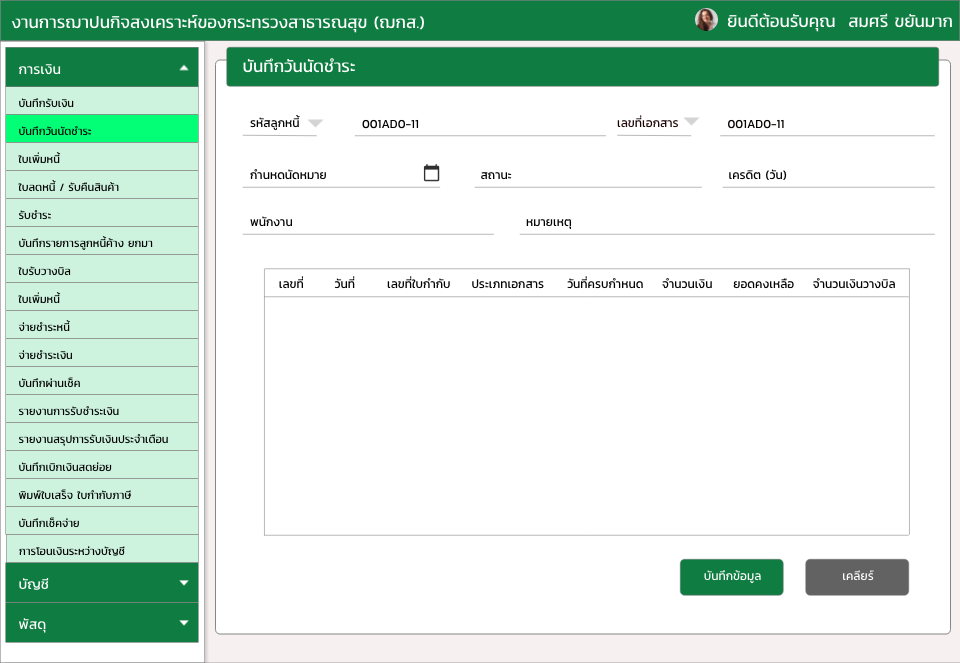 งานการฌาปนกิจสงเคราะห์ของกระทรวงสาธารณสุข (ฌกส.)
ยินดีต้อนรับคุณ สมศรี ขยันมาก
การเงิน
บันทึกรับเงิน
บันทึกวันนัดชำระ
ใบเพิ่มหนี้
ใบลดหนี้ / รับคืนสินค้า
รับชำระ
บันทึกรายการลูกหนี้ค้าง ยกมา
ใบรับวางบิล
ใบเพิ่มหนี้
จ่ายชำระหนี้
จ่ายชำระเงิน
บันทึกผ่านเช็ค
รายงานการรับชำระเงิน
รายงานสรุปการรับเงินประจำเดือน
บันทึกเบิกเงินสดย่อย
พิมพ์ใบเสร็จ ใบกำกับภาษี
บันทึกเช็คจ่าย
การโอนเงินระหว่างบัญชี
บัญชี
พัสดุ
บันทึกวันนัดชำระ
รหัสลูกหนี้ 001ADO-11 เลขที่เอกสาร 001ADO-11
กำนหดนัดหมาย สถานะ เครดิต (วัน)
พนักงาน หมายเหตุ
เลขที่ วันที่ เลขที่ใบกำกับ ประเภทเอกสาร วันที่ครบกำหนด จำนวนเงิน ยอดคงเหลือ จำนวนเงินวางบิล
บันทึกข้อมูล เคลียร์